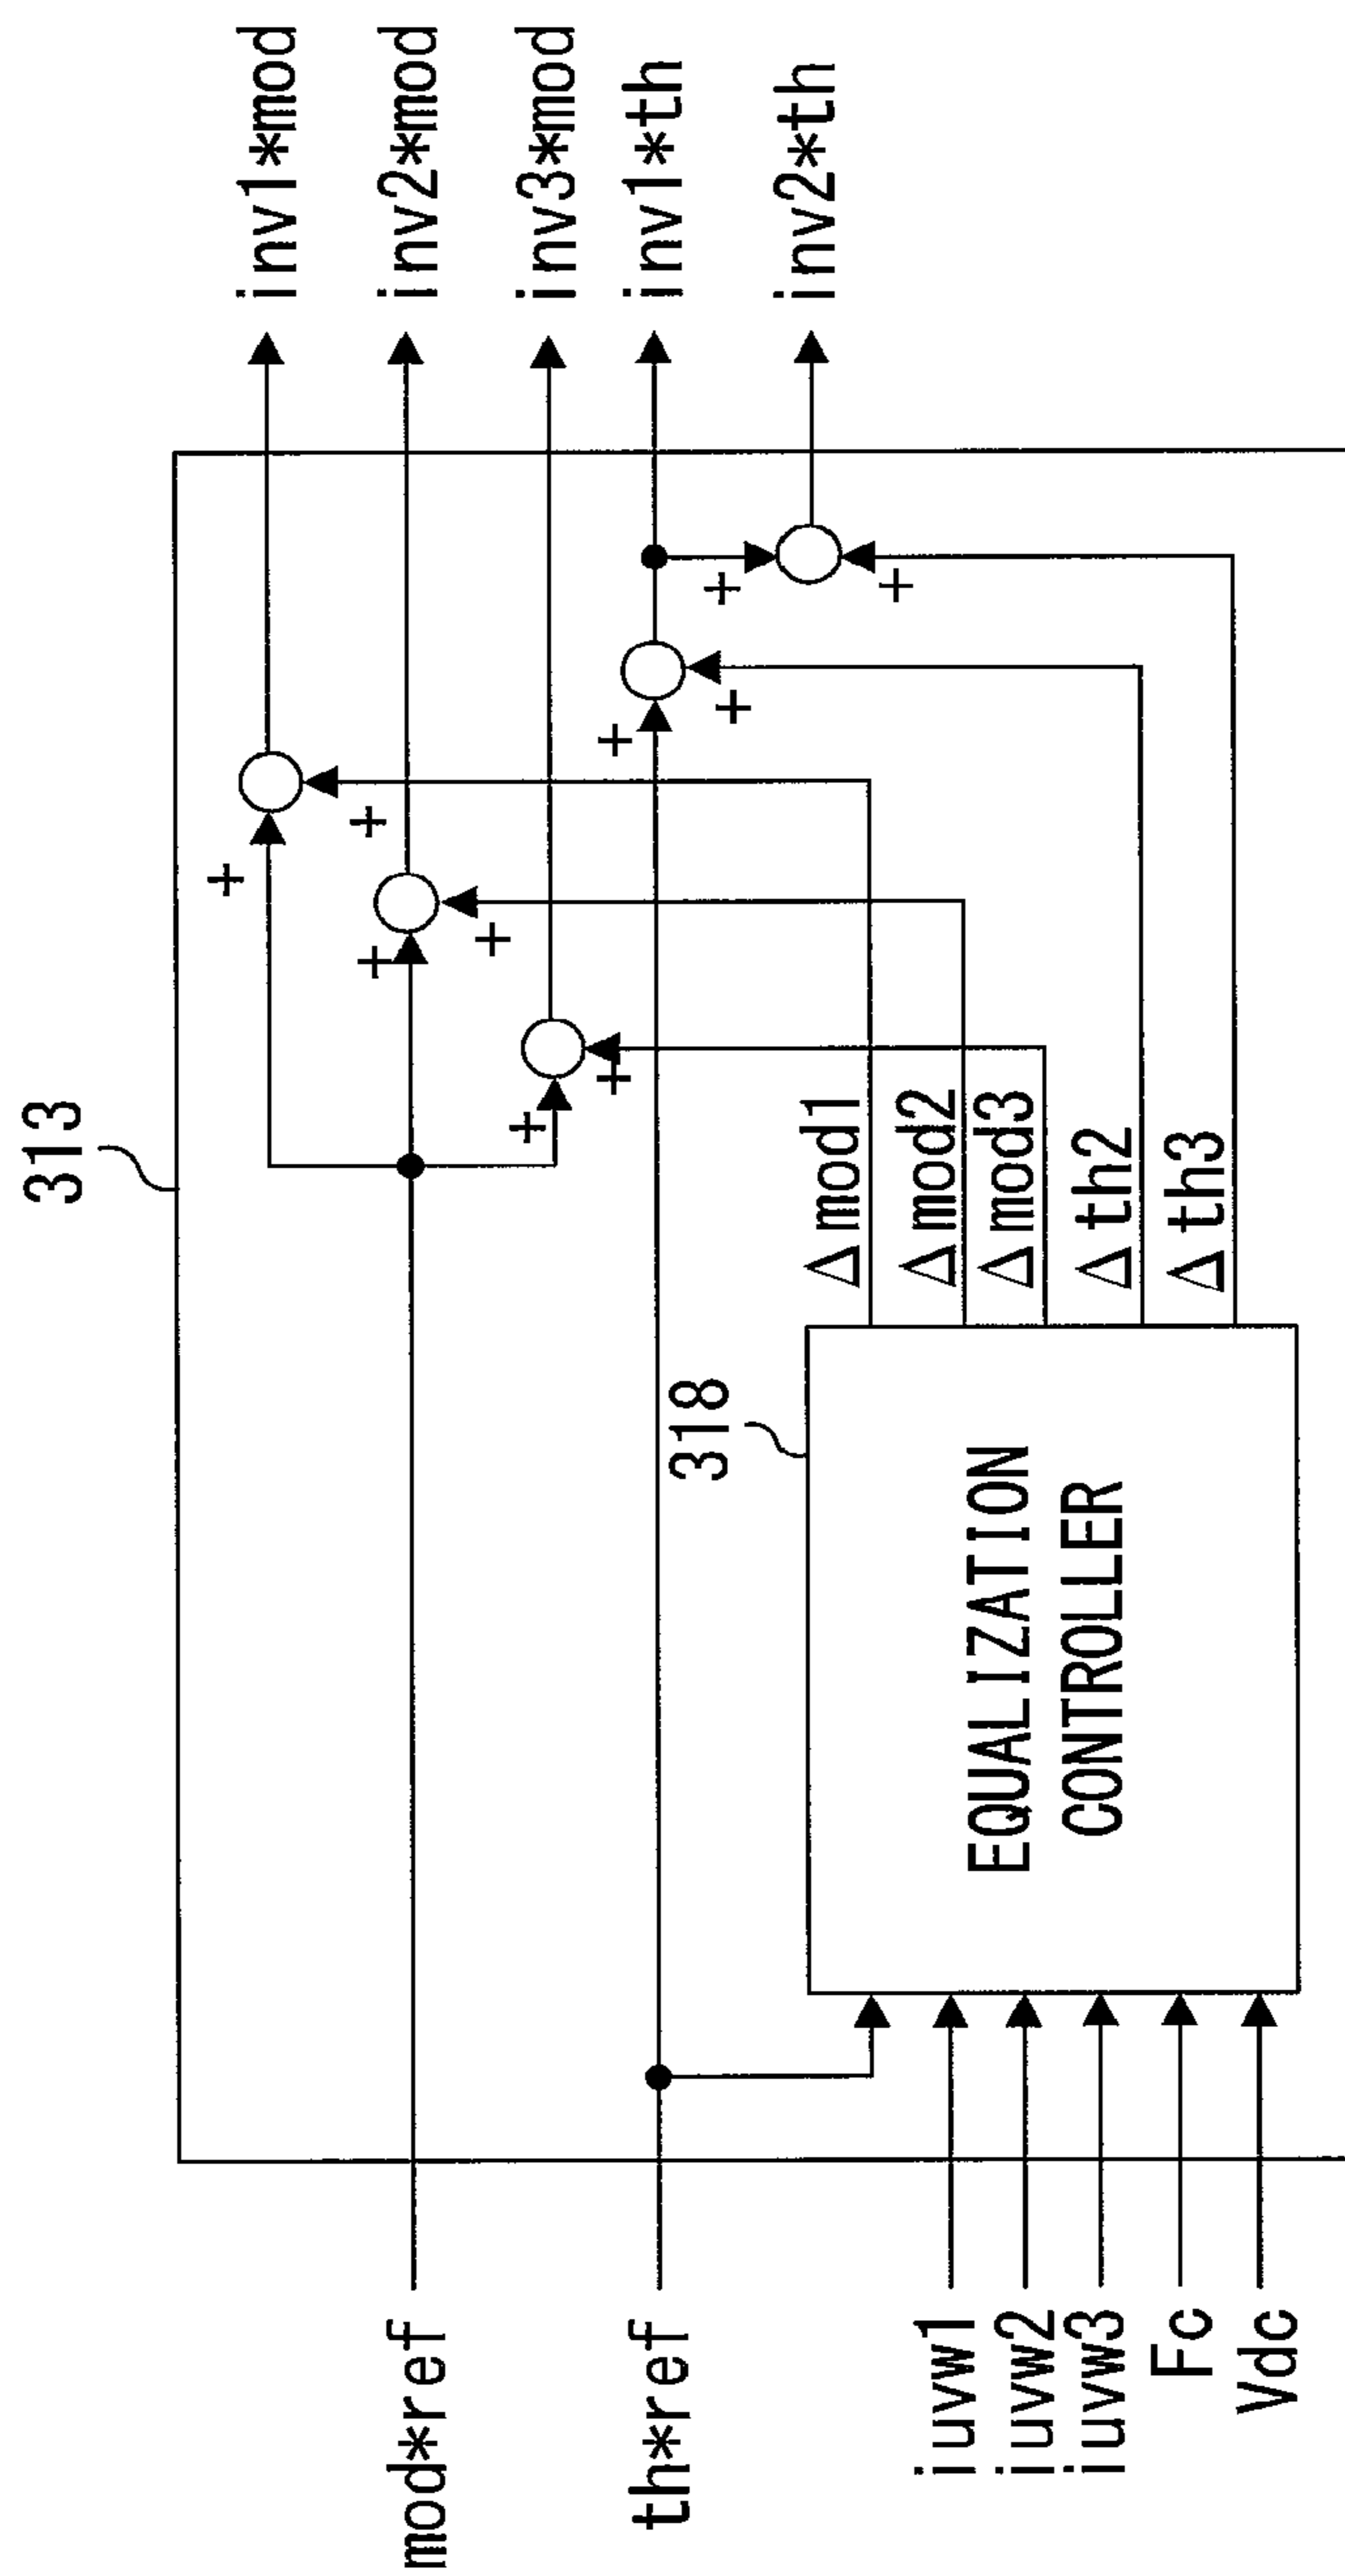 313
mod*ref
th*ref
iuvw1
iuvw2
iuvw3
Fc
Vdc
318
EQUALIZATION
CONTROLLER
Δmod1
Δmod2
Δmod3
Δth2
Δth3
+
+
+
+
+
+
+
+
+
+
inv1*mod
inv2*mod
inv3*mod
inv1*th
inv2*th